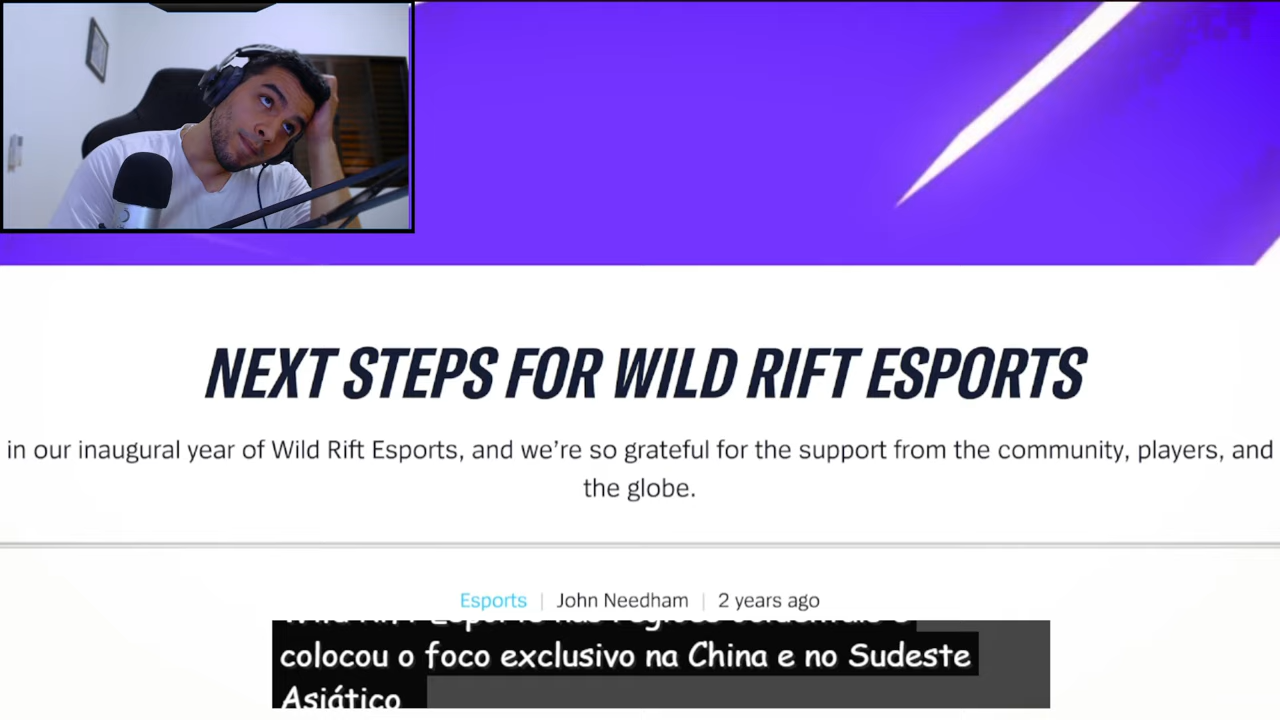 NEXT STEPS FOR WILD RIFT ESPORTS
in our inaugural year of Wild Rift Esports, and we’re so grateful for the support from the community, players, and
the globe.
Esports | John Needham | 2 years ago
colocou o foco exclusivo na China e no Sudeste
Asiático